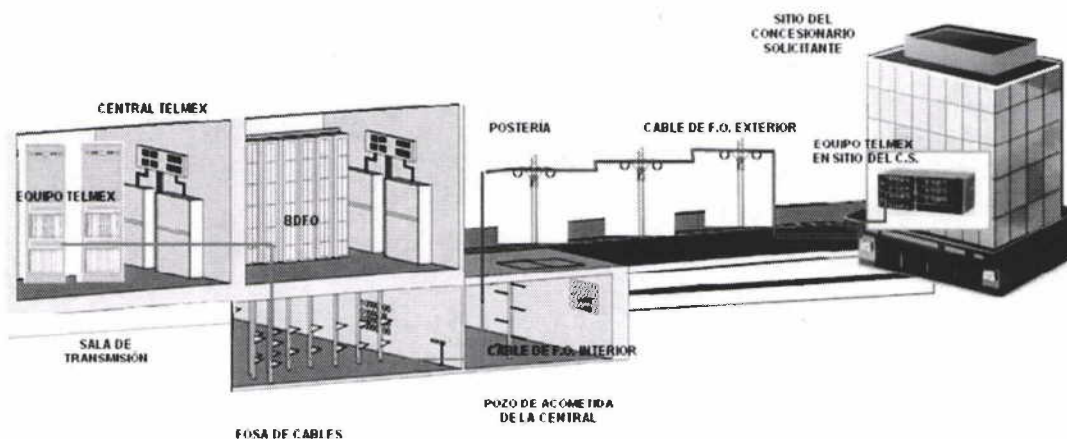 SITIO DEL
CONCESIONARIO
SOLICITANTE
CENTRAL TELMEX
POSTERÍA
CABLE DE F.O. EXTERIOR
EQUIPO TELMEX
EN SITIO DEL C.S.
EQUIPO TELMEX
BDFO
SALA DE
TRANSMISIÓN
CABLE DE F.O. INTERIOR
POZO DE ACOMETIDA
DE LA CENTRAL
FOSA DE CABLES